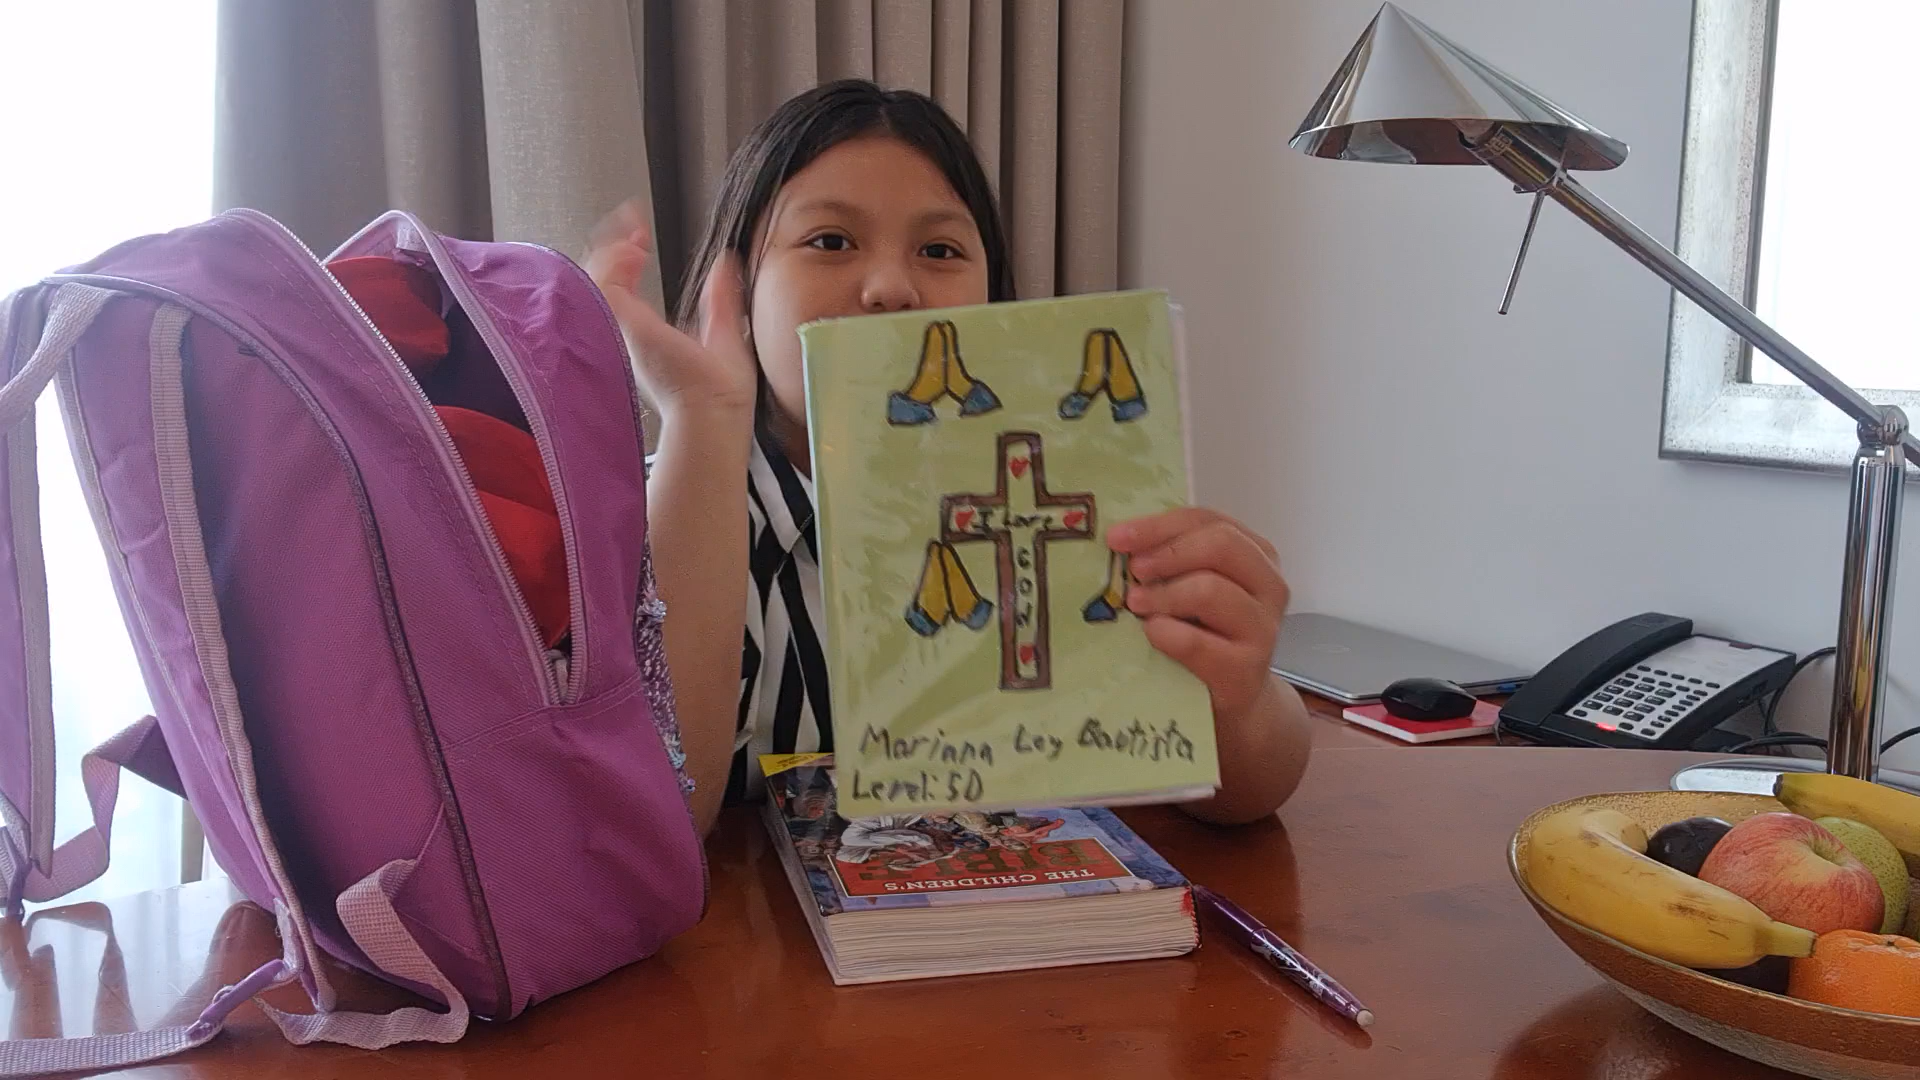 I Love
GOD
Mariana Ley Bautista
Level: 5D
THE CHILDREN'S
BIBLE